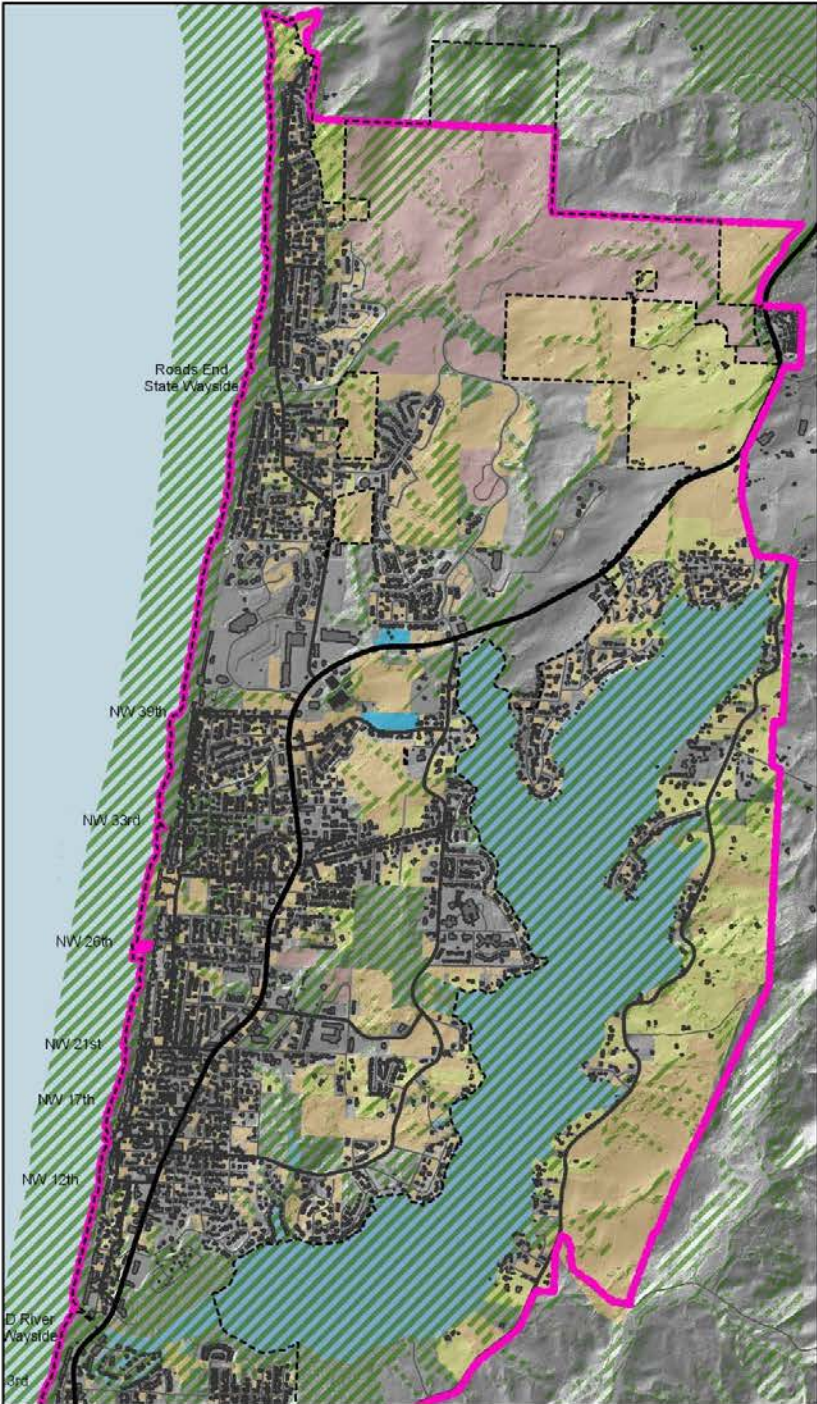 Roads End
State Wayside
NW 39th
NW 33rd
NW 26th
NW 21st
NW 17th
NW 12th
D River
Wayside
3rd